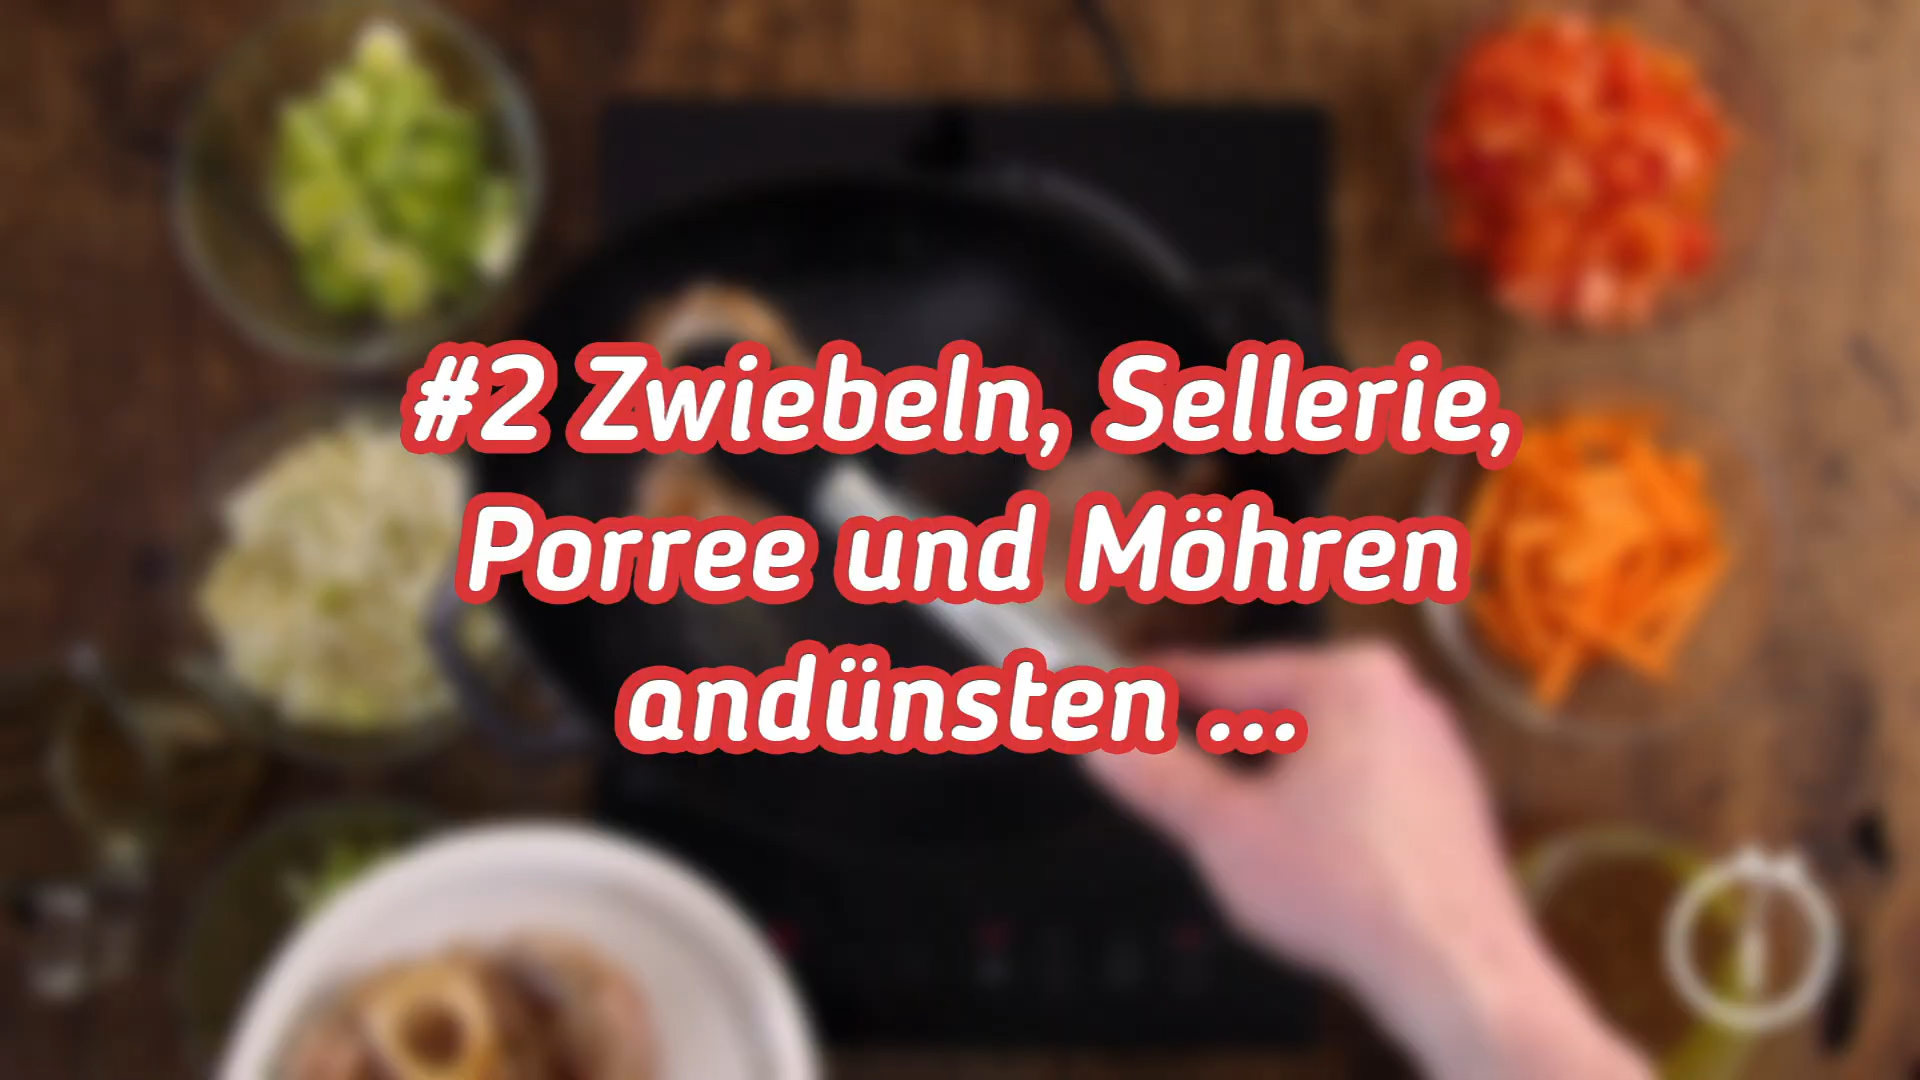 #2 Zwiebeln, Sellerie,
Porree und Möhren
andünsten ...